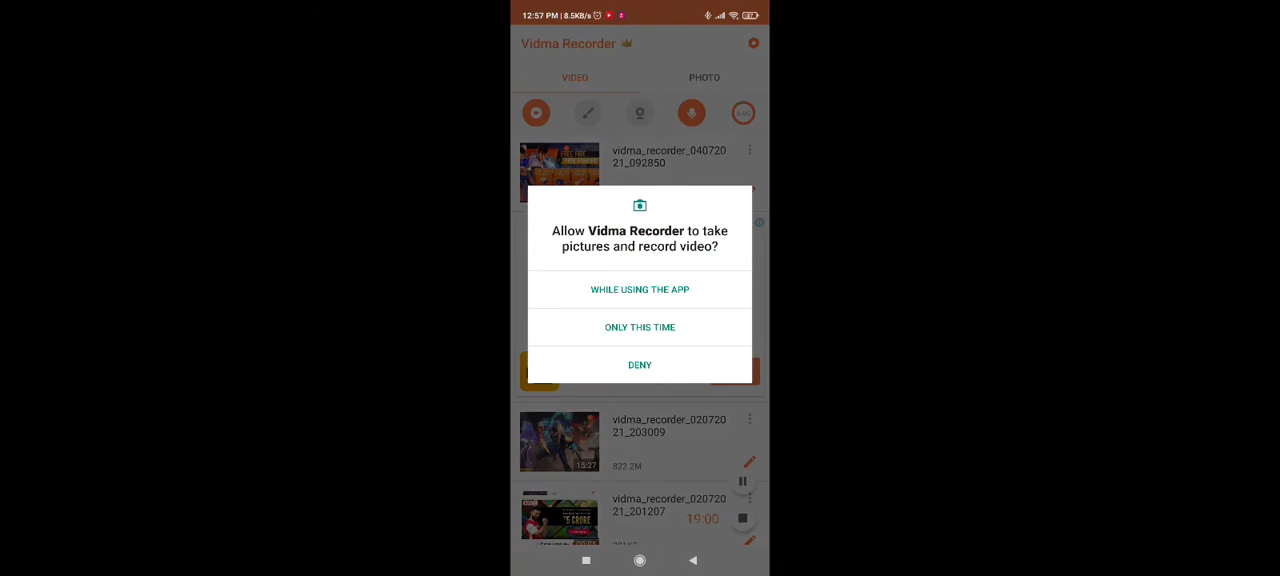 12:57 PM | 8.5KB/s
Vidma Recorder
VIDEO
PHOTO
vidma_recorder_040720
21_092850
Allow Vidma Recorder to take
pictures and record video?
WHILE USING THE APP
ONLY THIS TIME
DENY
vidma_recorder_020720
21_203009
15:27
822.2M
vidma_recorder_020720
21_201207
₹5 CRORE
19:00